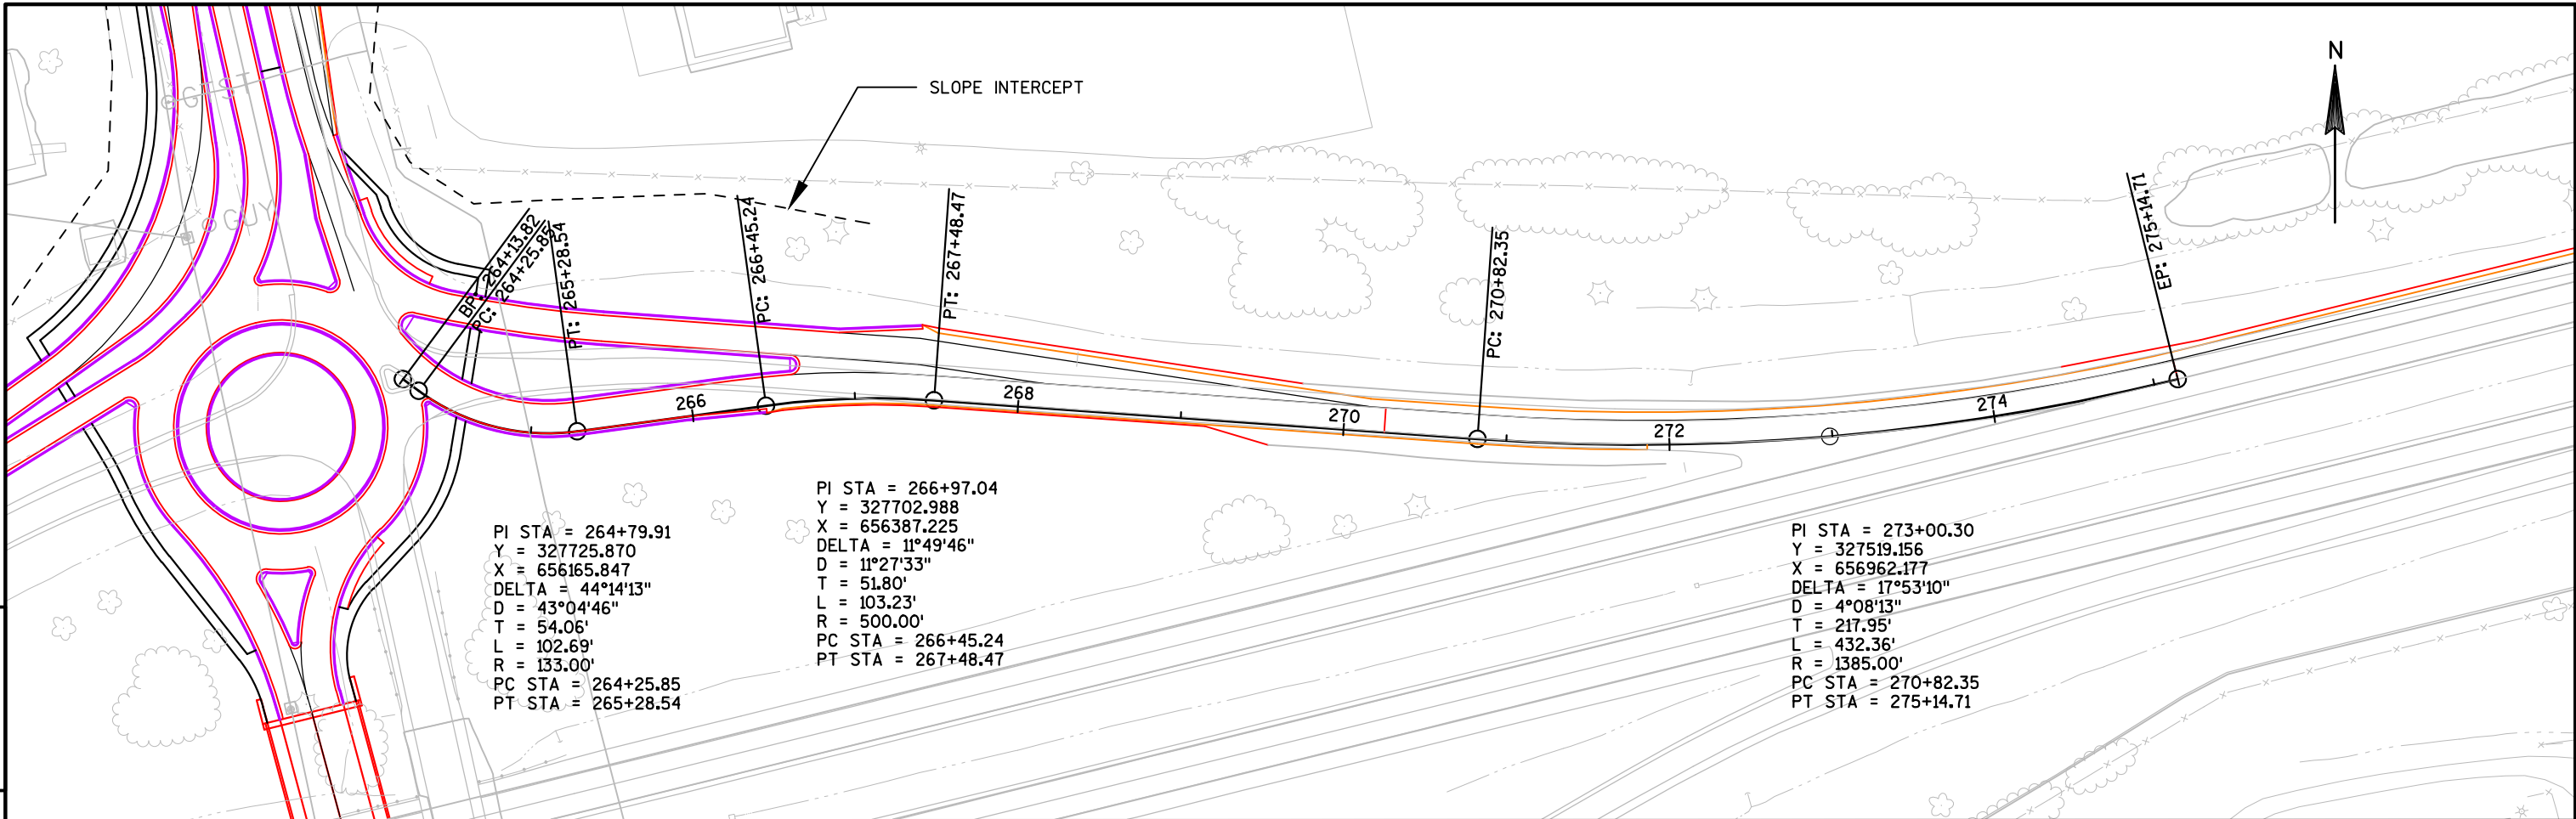 N
SLOPE INTERCEPT
GUY
BP: 264+13.82
PC: 264+25.85
PT: 265+28.54
PC: 266+45.24
PT: 267+48.47
PC: 270+82.35
EP: 275+14.71
266
268
270
272
274
PI STA = 264+79.91
Y = 327725.870
X = 656165.847
DELTA = 44°14'13"
D = 43°04'46"
T = 54.06'
L = 102.69'
R = 133.00'
PC STA = 264+25.85
PT STA = 265+28.54
PI STA = 266+97.04
Y = 327702.988
X = 656387.225
DELTA = 11°49'46"
D = 11°27'33"
T = 51.80'
L = 103.23'
R = 500.00'
PC STA = 266+45.24
PT STA = 267+48.47
PI STA = 273+00.30
Y = 327519.156
X = 656962.177
DELTA = 17°53'10"
D = 4°08'13"
T = 217.95'
L = 432.36'
R = 1385.00'
PC STA = 270+82.35
PT STA = 275+14.71